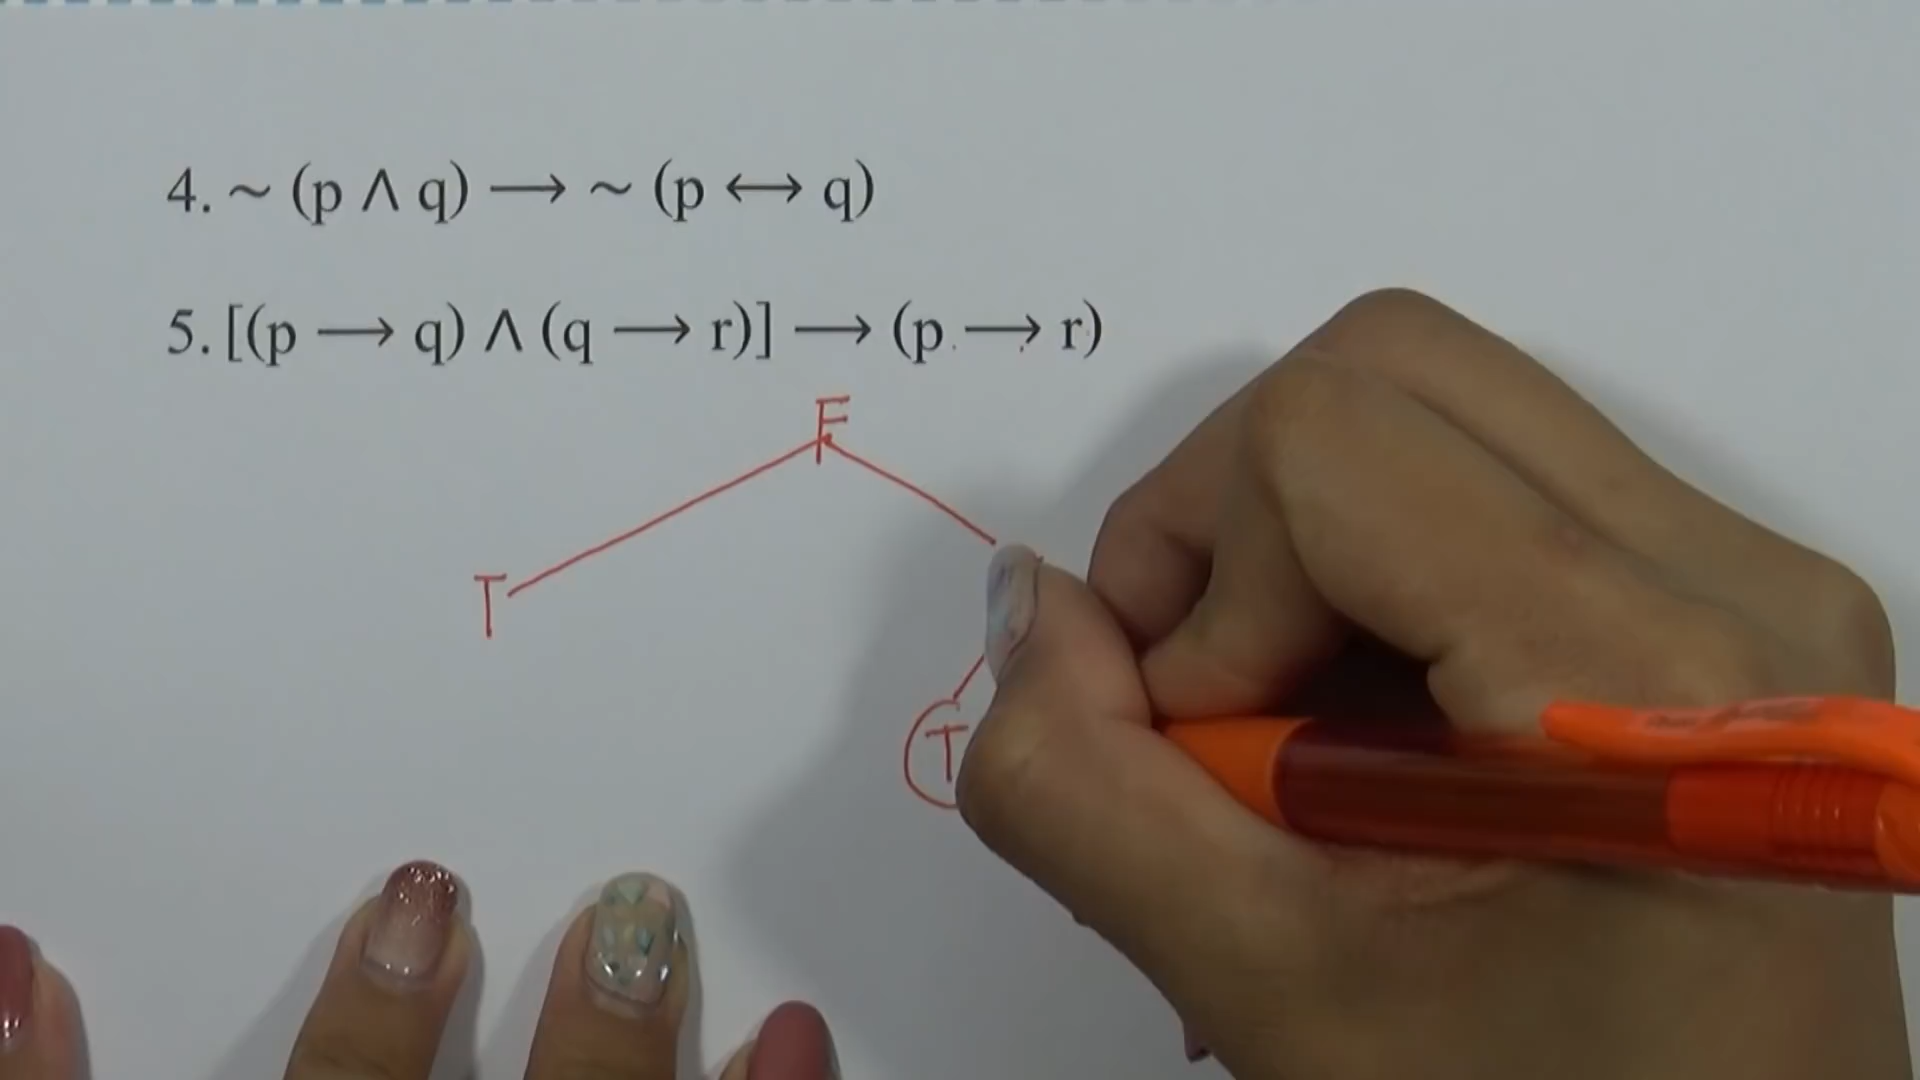 4. ~ (p ∧ q) ⟶ ~ (p ⟷ q)
5. [(p ⟶ q) ∧ (q ⟶ r)] ⟶ (p ⟶ r)
F
T
T